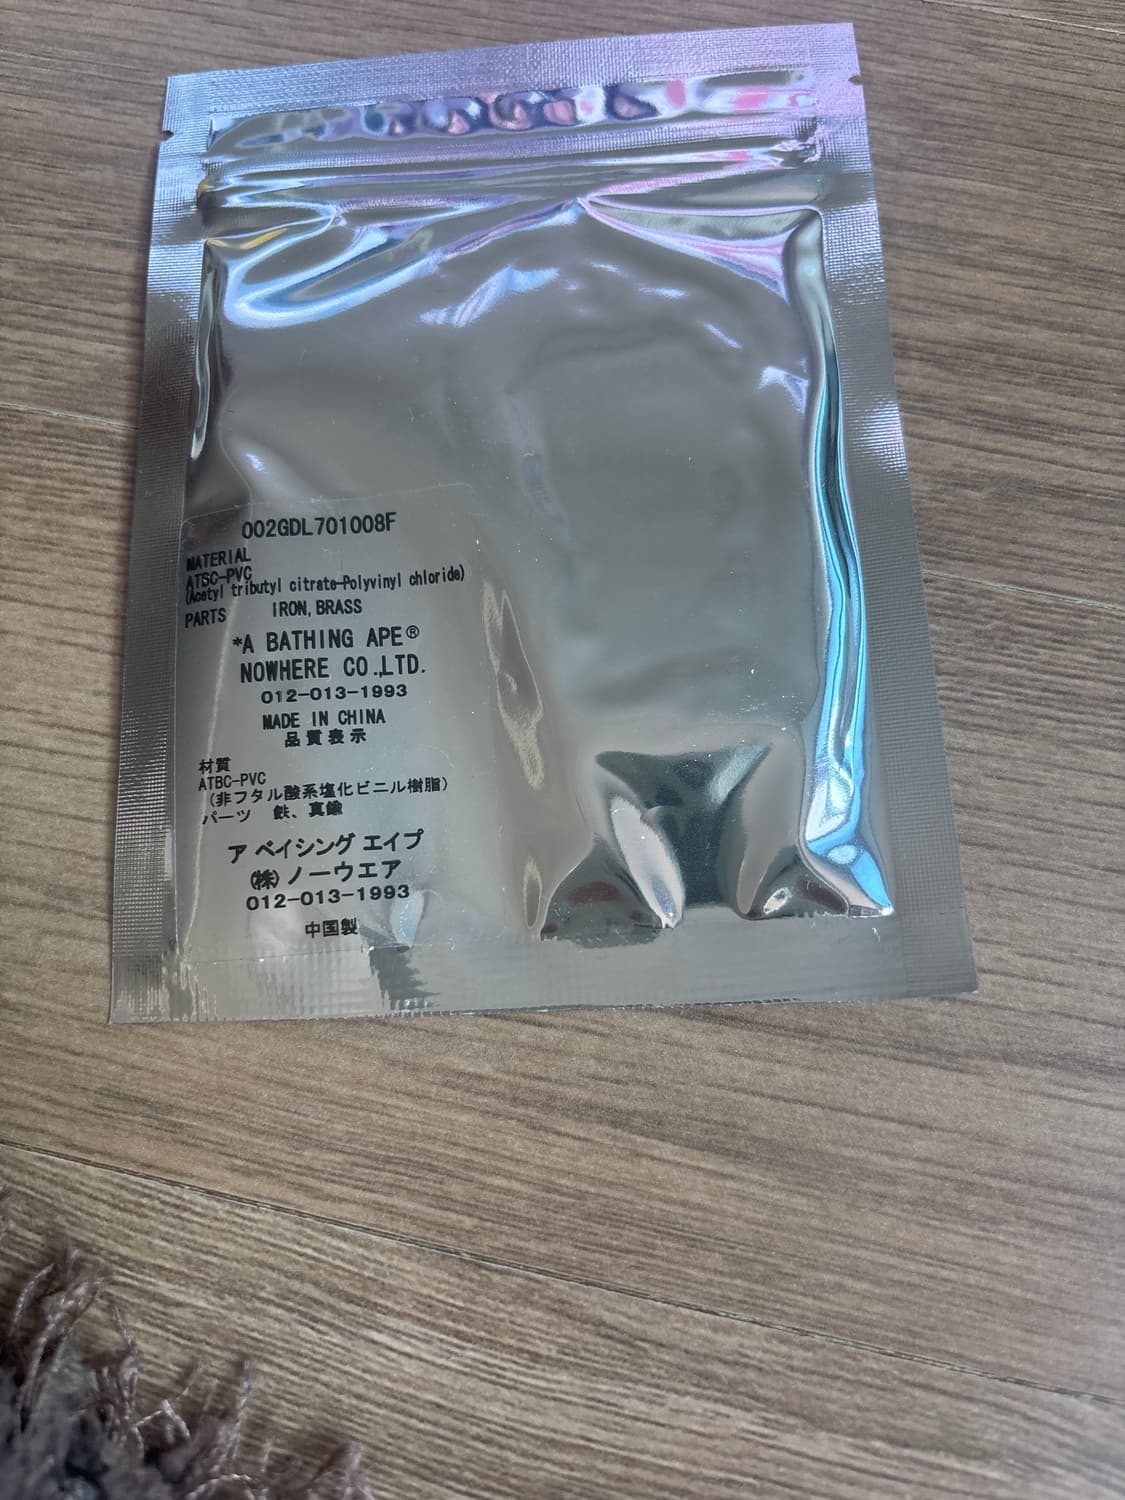 002GDL701008F
MATERIAL
ATSC-PVC
(Acetyl tributyl citrate-Polyvinyl chloride)
PARTS IRON, BRASS
*A BATHING APE®
NOWHERE CO.,LTD.
012-013-1993
MADE IN CHINA
品質表示
材質
ATBC-PVC
(非フタル酸系塩化ビニル樹脂)
パーツ 鉄、真鍮
ア ベイシング エイプ
㈱ ノーウエア
012-013-1993
中国製